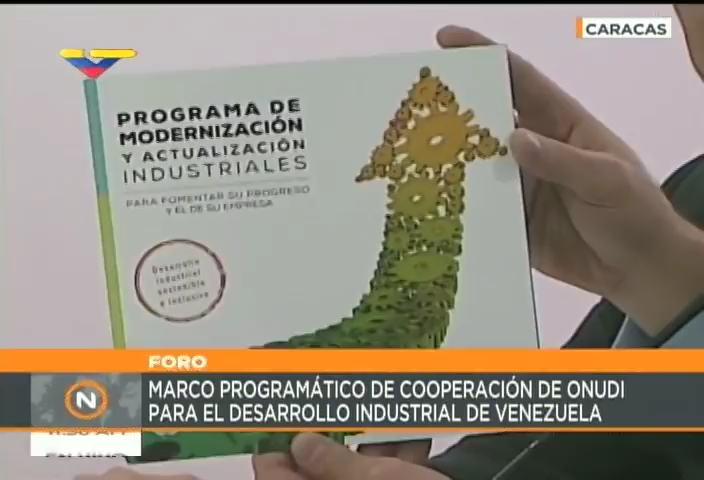 CARACAS
PROGRAMA DE
MODERNIZACIÓN
Y ACTUALIZACIÓN
INDUSTRIALES
PARA FOMENTAR SU PROGRESO
Y EL DE SU EMPRESA
Desarrollo
industrial
sostenible
e inclusivo
FORO
N
MARCO PROGRAMÁTICO DE COOPERACIÓN DE ONUDI
PARA EL DESARROLLO INDUSTRIAL DE VENEZUELA